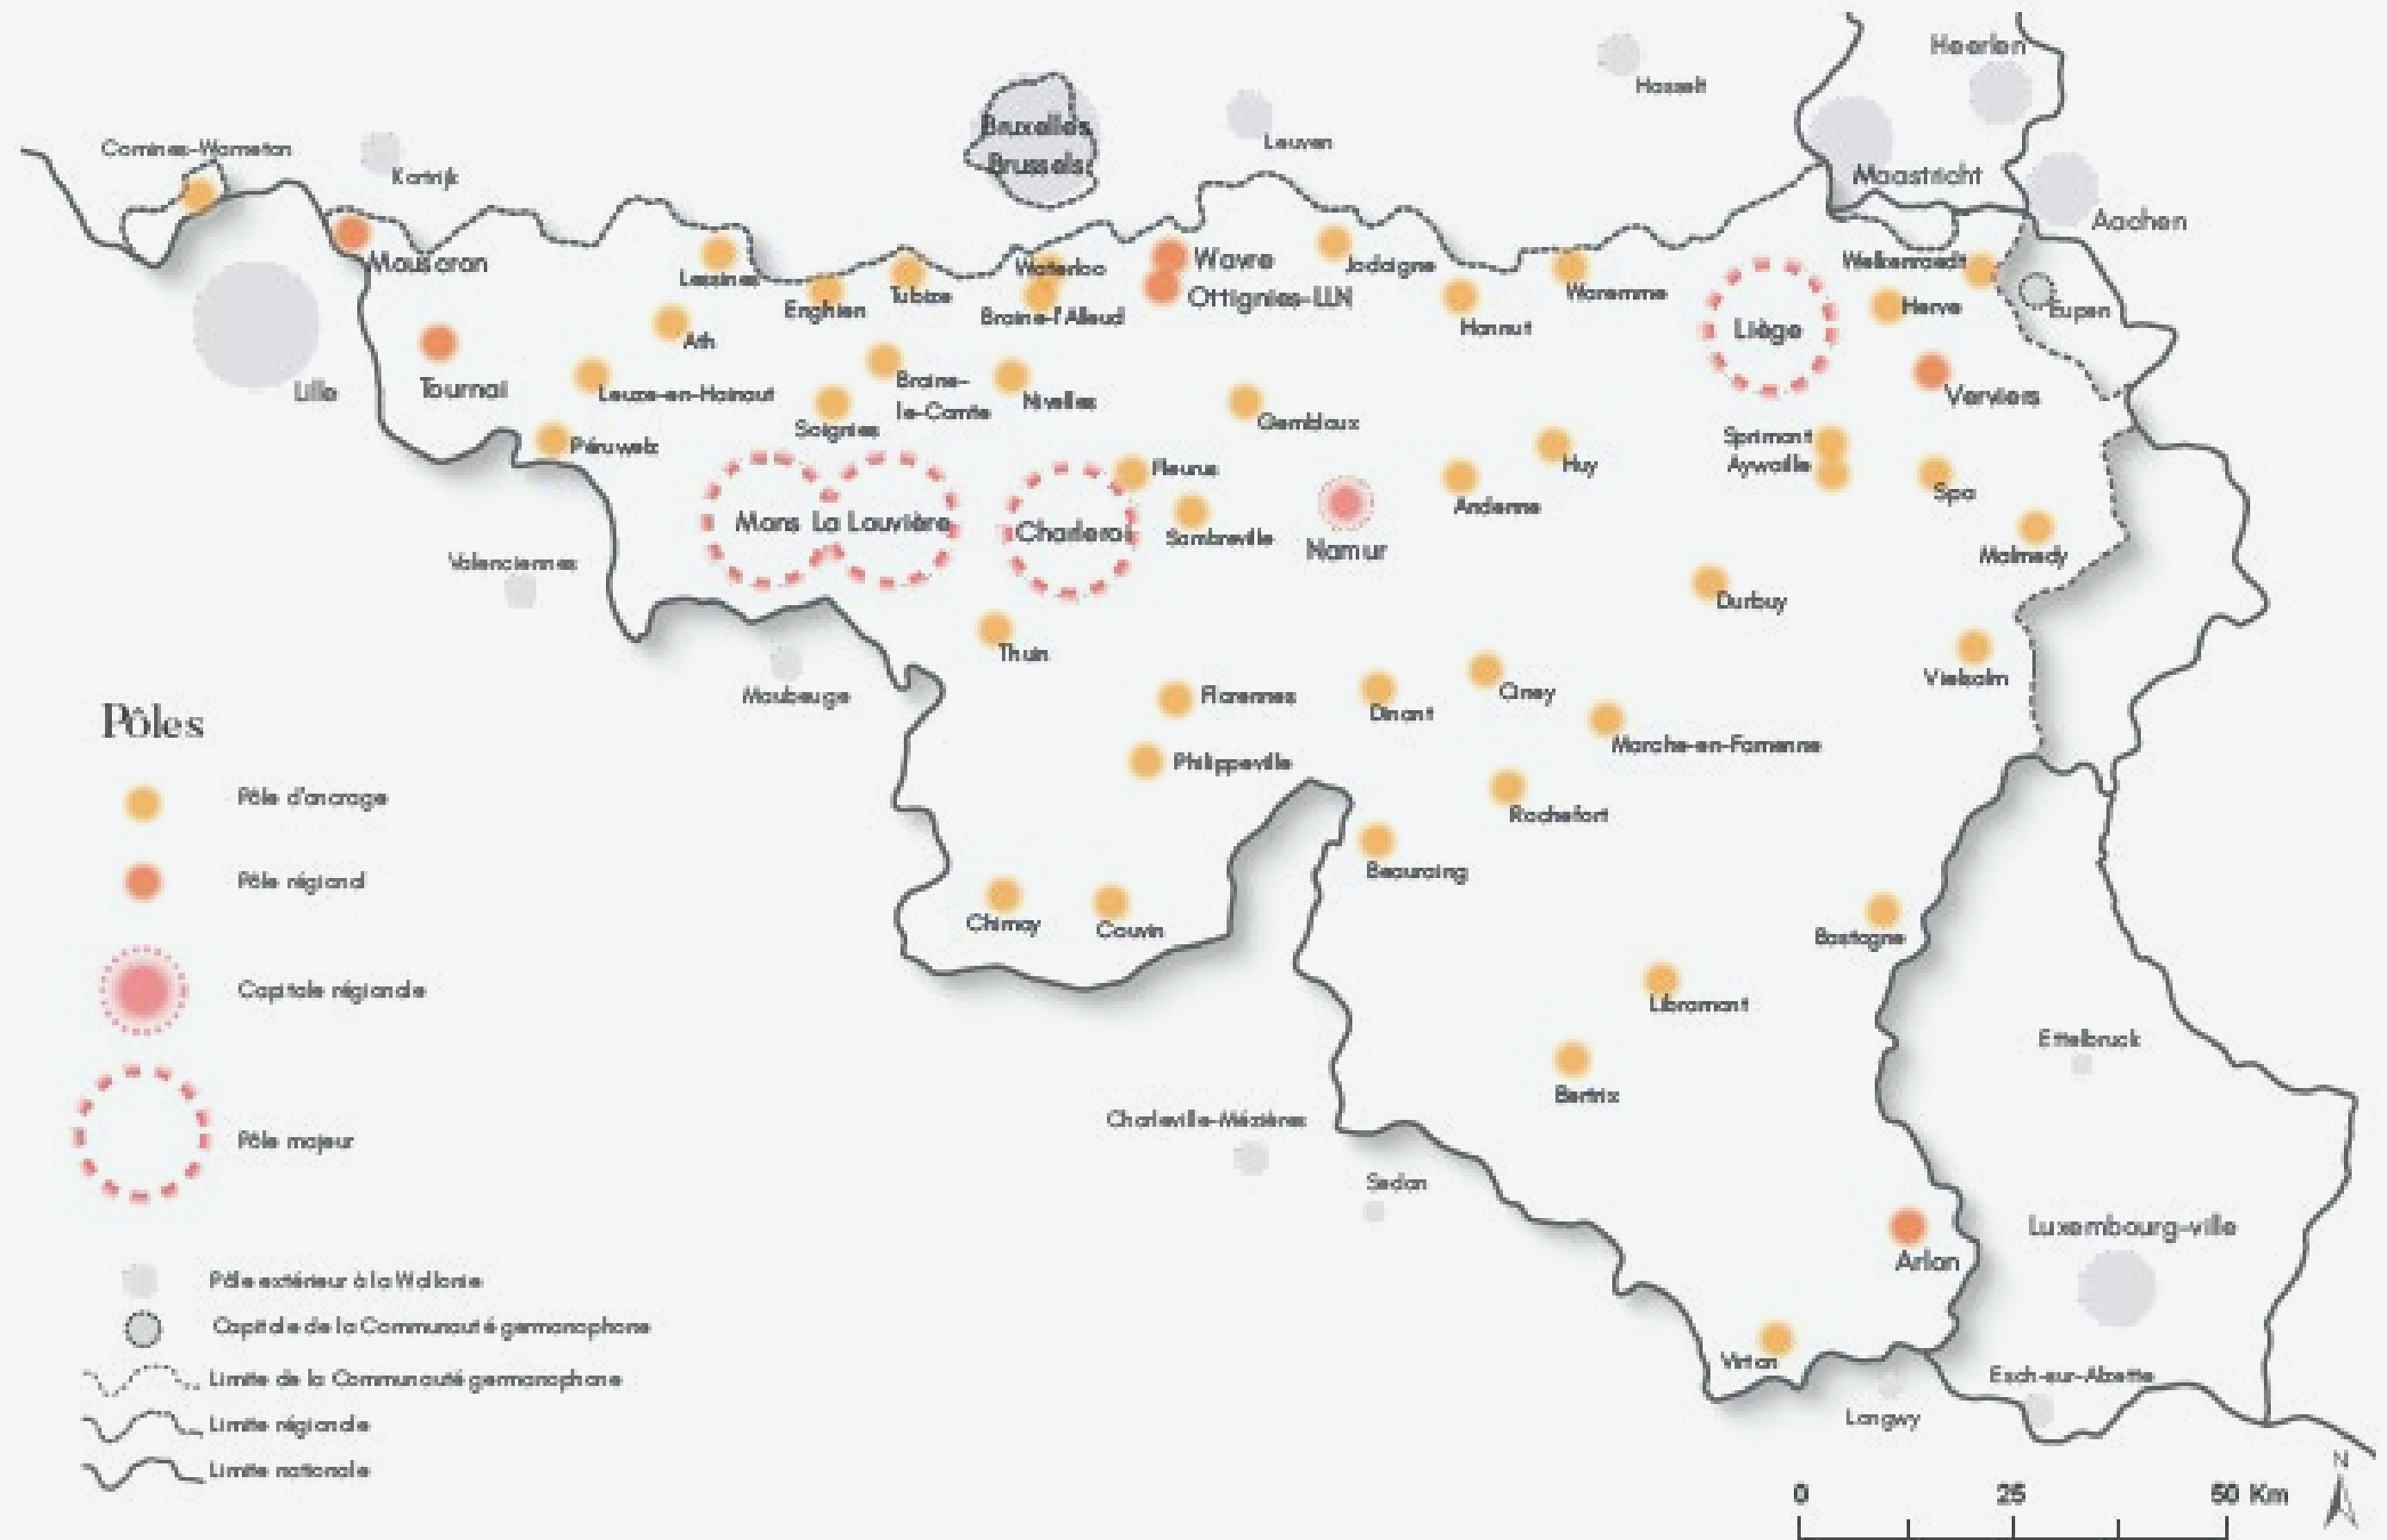 Heerlen
Hasselt
Bruxelles
Brussels
Leuven
Comines-Warneton
Kortrijk
Maastricht
Aachen
Mouscron
Lessines
Enghien
Tubize
Waterloo
Braine-l'Alleud
Wavre
Ottignies-LLN
Jodoigne
Hannut
Waremme
Welkenraedt
Herve
Eupen
Liège
Lille
Tournai
Ath
Leuze-en-Hainaut
Péruwelz
Soignies
Braine-
le-Comte
Nivelles
Gembloux
Verviers
Sprimont
Aywaille
Spa
Huy
Andenne
Fleurus
Mons La Louvière
Charleroi
Sambreville
Namur
Malmedy
Valenciennes
Durbuy
Thuin
Maubeuge
Florennes
Dinant
Ciney
Vielsalm
Marche-en-Famenne
Philippeville
Rochefort
Beauraing
Chimay
Couvin
Bastogne
Libramont
Bertrix
Ettelbruck
Charleville-Mézières
Sedan
Arlon
Luxembourg-ville
Virton
Longwy
Esch-sur-Alzette
Pôles
Pôle d'ancrage
Pôle régional
Capitale régionale
Pôle majeur
Pôle extérieur à la Wallonie
Capitale de la Communauté germanophone
Limite de la Communauté germanophone
Limite régionale
Limite nationale
0 25 50 Km
N